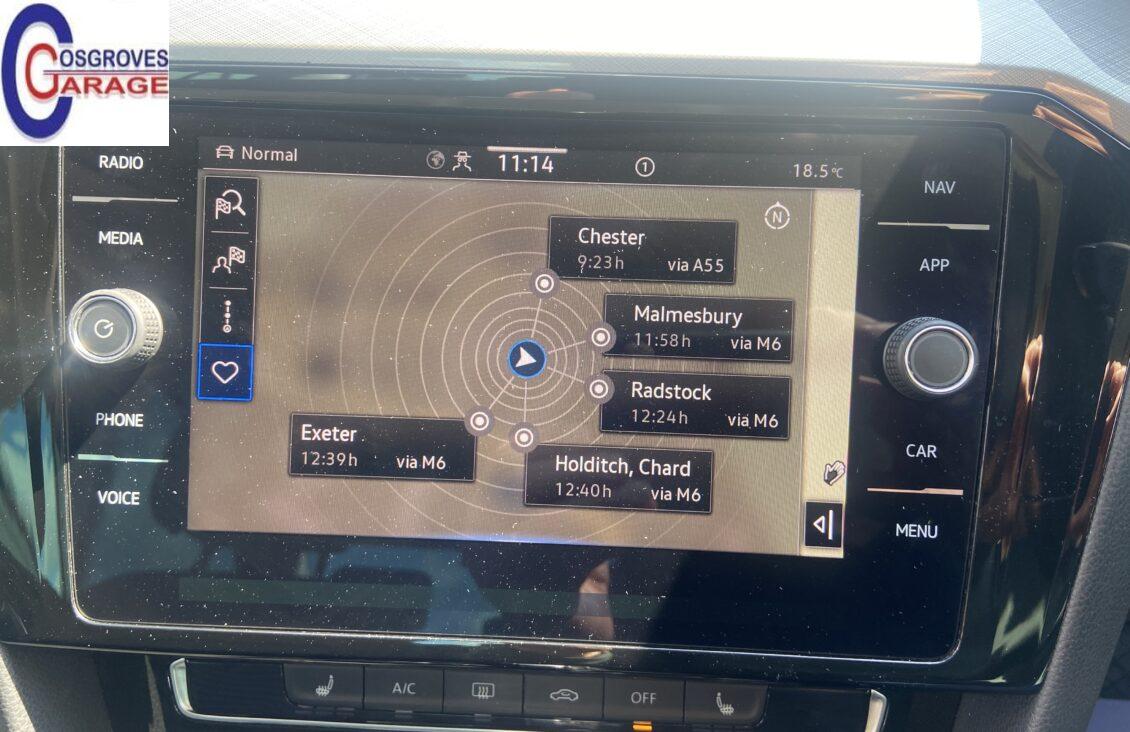 COSGROVES
GARAGE
RADIO
MEDIA
PHONE
VOICE
Normal
11:14
1
18.5°C
N
Chester
9:23h via A55
Malmesbury
11:58h via M6
Radstock
12:24h via M6
Exeter
12:39h via M6
Holditch, Chard
12:40h via M6
NAV
APP
CAR
MENU
A/C
OFF